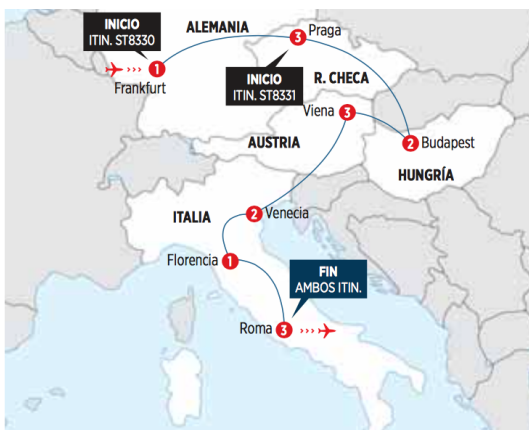 INICIO
ITIN. ST8330
ALEMANIA
Praga
3
1
Frankfurt
INICIO
ITIN. ST8331
R. CHECA
Viena
3
AUSTRIA
2
Budapest
HUNGRÍA
ITALIA
2
Venecia
Florencia
1
FIN
AMBOS ITIN.
Roma
3